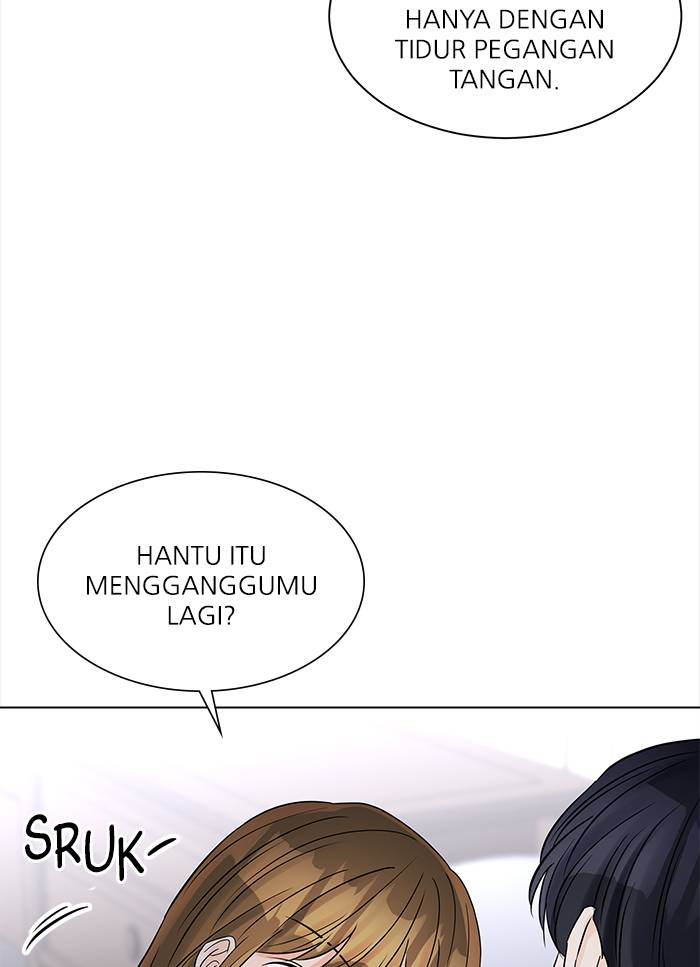 HANYA DENGAN
TIDUR PEGANGAN
TANGAN.
HANTU ITU
MENGGANGGUMU
LAGI?
SRUK